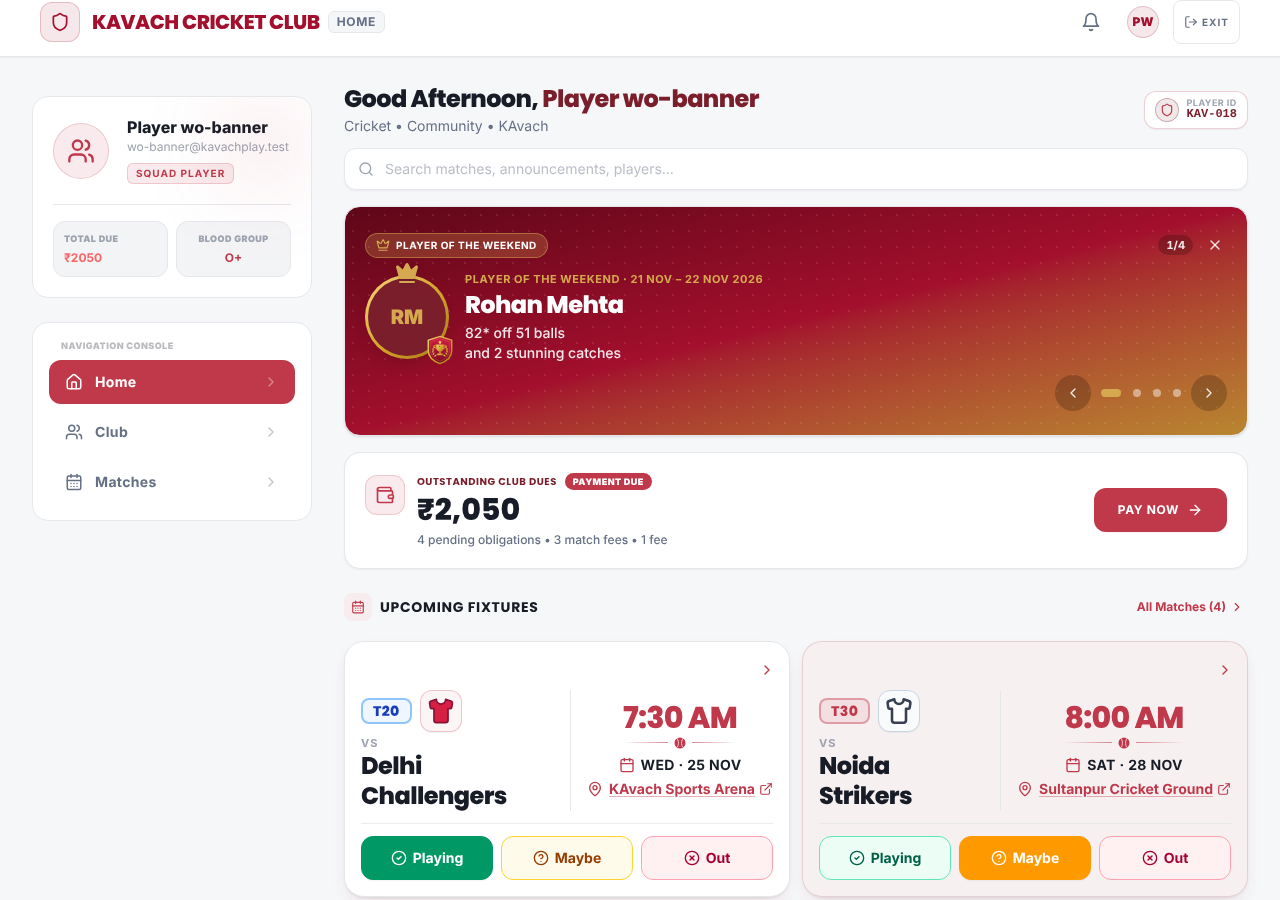 KAVACH CRICKET CLUB HOME
PW
EXIT
Player wo-banner
wo-banner@kavachplay.test
SQUAD PLAYER
TOTAL DUE
₹2050
BLOOD GROUP
O+
NAVIGATION CONSOLE
Home
Club
Matches
Good Afternoon, Player wo-banner
Cricket • Community • KAvach
PLAYER ID
KAV-018
Search matches, announcements, players...
PLAYER OF THE WEEKEND
1/4
RM
PLAYER OF THE WEEKEND · 21 NOV – 22 NOV 2026
Rohan Mehta
82* off 51 balls
and 2 stunning catches
OUTSTANDING CLUB DUES PAYMENT DUE
₹2,050
4 pending obligations • 3 match fees • 1 fee
PAY NOW
UPCOMING FIXTURES
All Matches (4)
T20
VS
Delhi
Challengers
7:30 AM
WED · 25 NOV
KAvach Sports Arena
Playing
Maybe
Out
T30
VS
Noida
Strikers
8:00 AM
SAT · 28 NOV
Sultanpur Cricket Ground
Playing
Maybe
Out